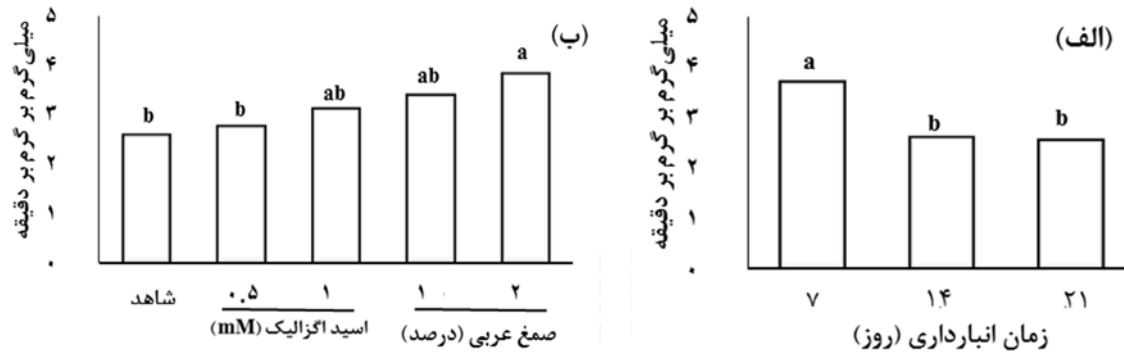 (الف)
میلی گرم بر گرم بر دقیقه
۵
۴
۳
۲
۱
۰
a
b
b
۷
۱۴
۲۱
زمان انبارداری (روز)
(ب)
میلی گرم بر گرم بر دقیقه
۵
۴
۳
۲
۱
۰
b
b
ab
ab
a
شاهد
۰.۵
۱
۱ ۰
۲
اسید اگزالیک (mM)
صمغ عربی (درصد)